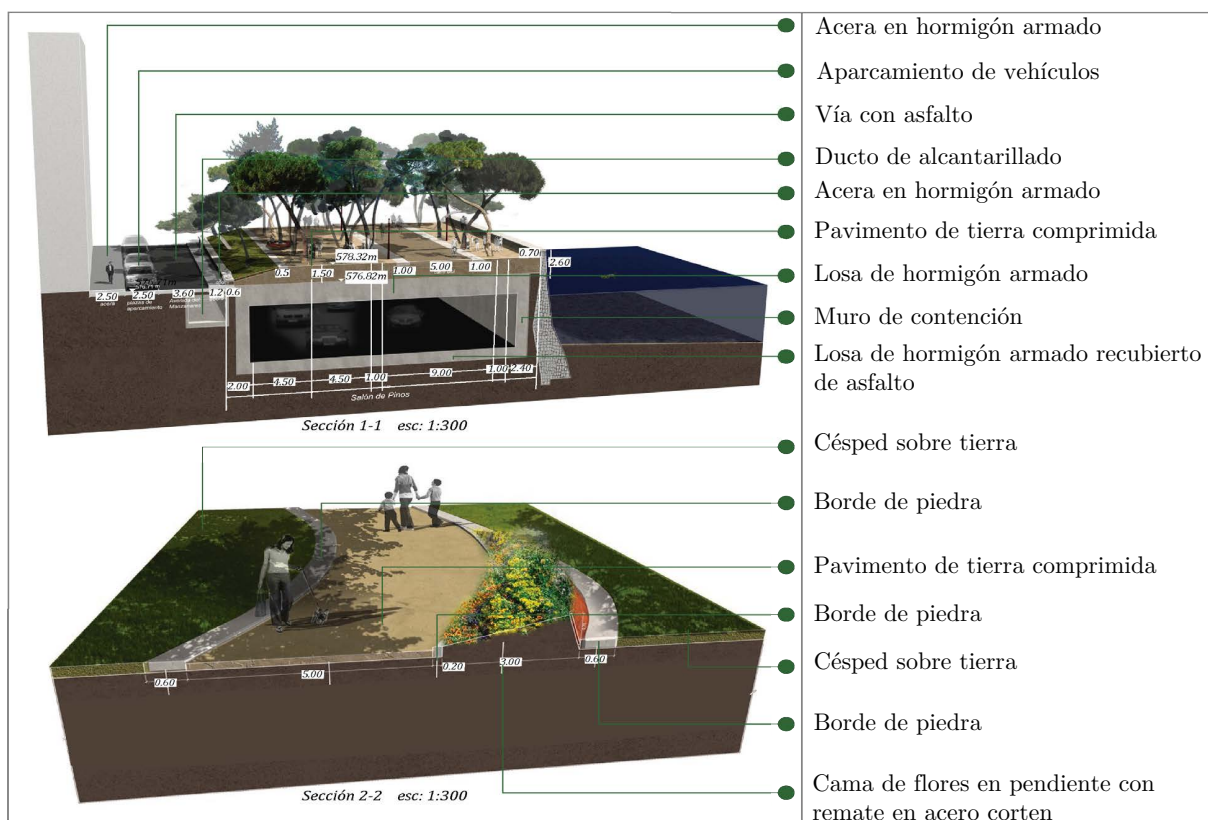 Acera en hormigón armado
Aparcamiento de vehículos
Vía con asfalto
Ducto de alcantarillado
Acera en hormigón armado
Pavimento de tierra comprimida
Losa de hormigón armado
Muro de contención
Losa de hormigón armado recubierto
de asfalto
578.32m
0.70
2.60
0.5
1.50
576.82m
1.00
5.00
1.00
2.50
2.50
3.60
1.2
0.6
acera
plazas de
aparcamiento
Avenida del
Manzanares
2.00
4.50
4.50
1.00
9.00
1.00
2.40
Salón de Pinos
Sección 1-1 esc: 1:300
Césped sobre tierra
Borde de piedra
Pavimento de tierra comprimida
Borde de piedra
Césped sobre tierra
Borde de piedra
Cama de flores en pendiente con
remate en acero corten
0.60
5.00
0.20
3.00
0.60
Sección 2-2 esc: 1:300